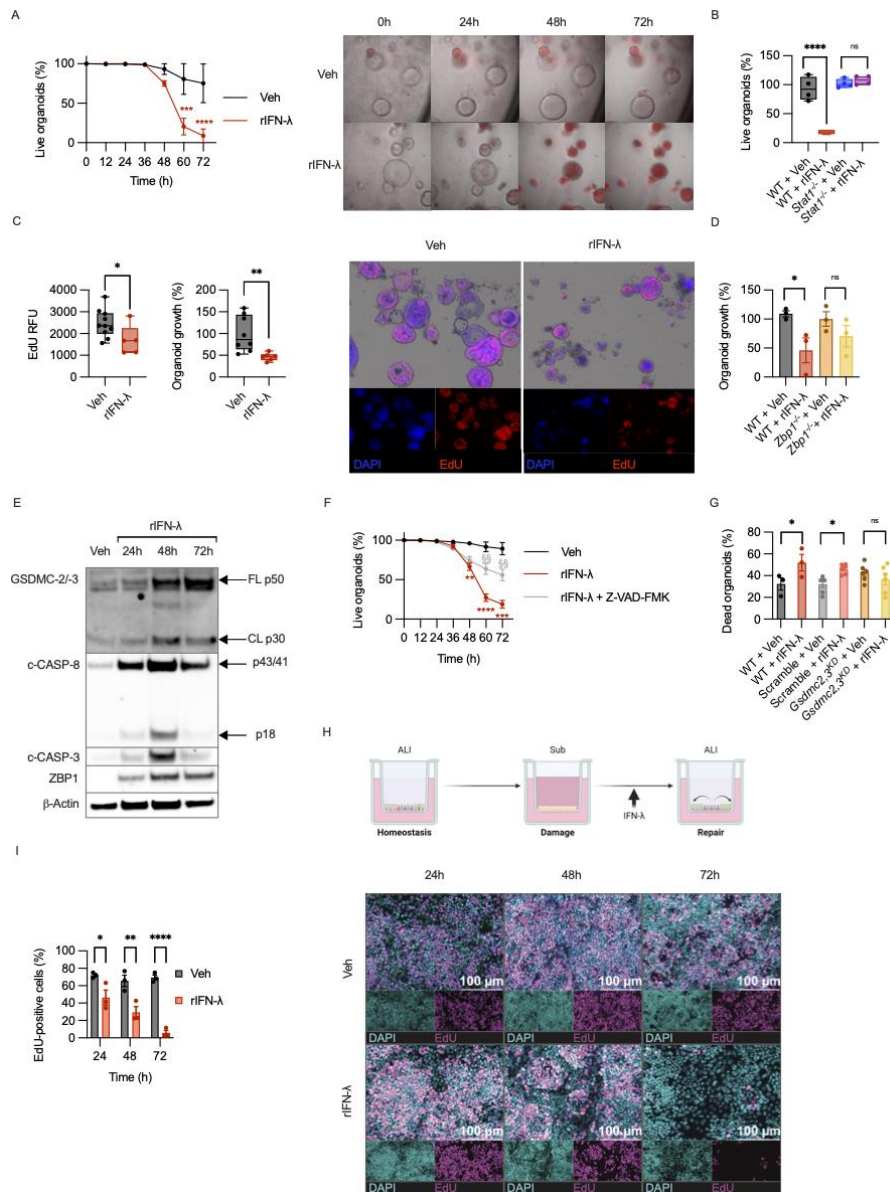 A
Live organoids (%)
100
50
0
0 12 24 36 48 60 72
Time (h)
***
****
Veh
rIFN-λ
0h 24h 48h 72h
Veh
rIFN-λ
B
Live organoids (%)
150
100
50
0
**** ns
WT + Veh
WT + rIFN-λ
Stat1-/- + Veh
Stat1-/- + rIFN-λ
C
EdU RFU
4000
3000
2000
1000
0
*
Veh
rIFN-λ
Organoid growth (%)
200
150
100
50
0
**
Veh
rIFN-λ
Veh rIFN-λ
DAPI EdU DAPI EdU
D
Organoid growth (%)
150
100
50
0
* ns
WT + Veh
WT + rIFN-λ
Zbp1-/- + Veh
Zbp1-/- + rIFN-λ
E
rIFN-λ
Veh 24h 48h 72h
GSDMC-2/-3
FL p50
CL p30
c-CASP-8
p43/41
p18
c-CASP-3
ZBP1
β-Actin
F
Live organoids (%)
100
50
0
0 12 24 36 48 60 72
Time (h)
**
****
***
$$
$$
Veh
rIFN-λ
rIFN-λ + Z-VAD-FMK
G
Dead organoids (%)
80
60
40
20
0
* * ns
WT + Veh
WT + rIFN-λ
Scramble + Veh
Scramble + rIFN-λ
Gsdmc2,3KD + Veh
Gsdmc2,3KD + rIFN-λ
H
ALI Sub ALI
IFN-λ
Homeostasis Damage Repair
I
EdU-positive cells (%)
100
80
60
40
20
0
* ** ****
24 48 72
Time (h)
Veh
rIFN-λ
24h 48h 72h
Veh
100 μm 100 μm 100 μm
DAPI EdU DAPI EdU DAPI EdU
rIFN-λ
100 μm 100 μm 100 μm
DAPI EdU DAPI EdU DAPI EdU